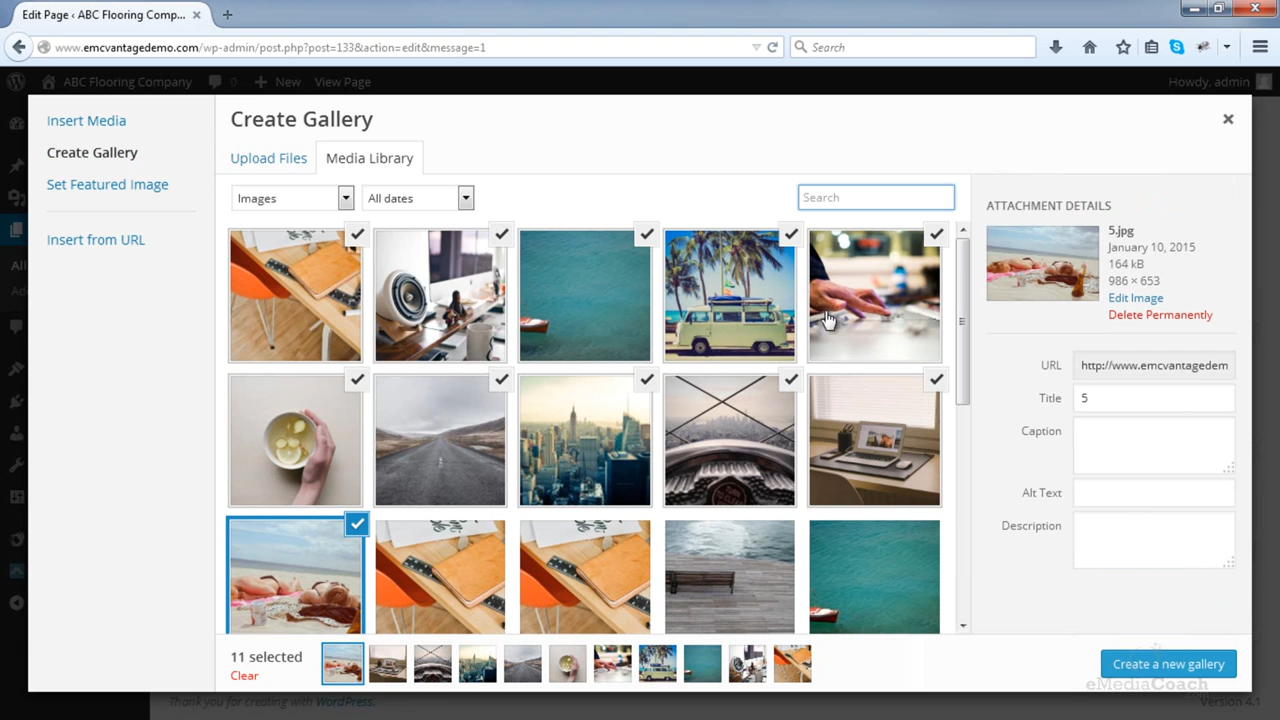 Edit Page ‹ ABC Flooring Comp...
www.emcvantagedemo.com/wp-admin/post.php?post=133&action=edit&message=1
Search
ABC Flooring Company
0
New
View Page
Howdy, admin
Insert Media
Create Gallery
Set Featured Image
Insert from URL
Create Gallery
Upload Files
Media Library
Images
All dates
Search
ATTACHMENT DETAILS
5.jpg
January 10, 2015
164 kB
986 × 653
Edit Image
Delete Permanently
URL
http://www.emcvantagedem
Title
5
Caption
Alt Text
Description
11 selected
Clear
Create a new gallery
eMediaCoach
Thank you for creating with WordPress.
Version 4.1